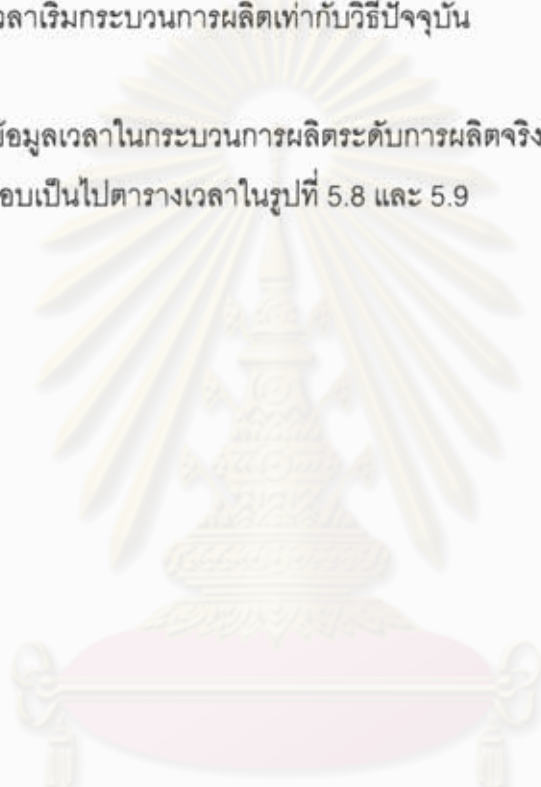 วลาเริ่มกระบวนการผลิตเท่ากับวิธีปัจจุบัน
ข้อมูลเวลาในกระบวนการผลิตระดับการผลิตจริง
อบเป็นไปตารางเวลาในรูปที่ 5.8 และ 5.9